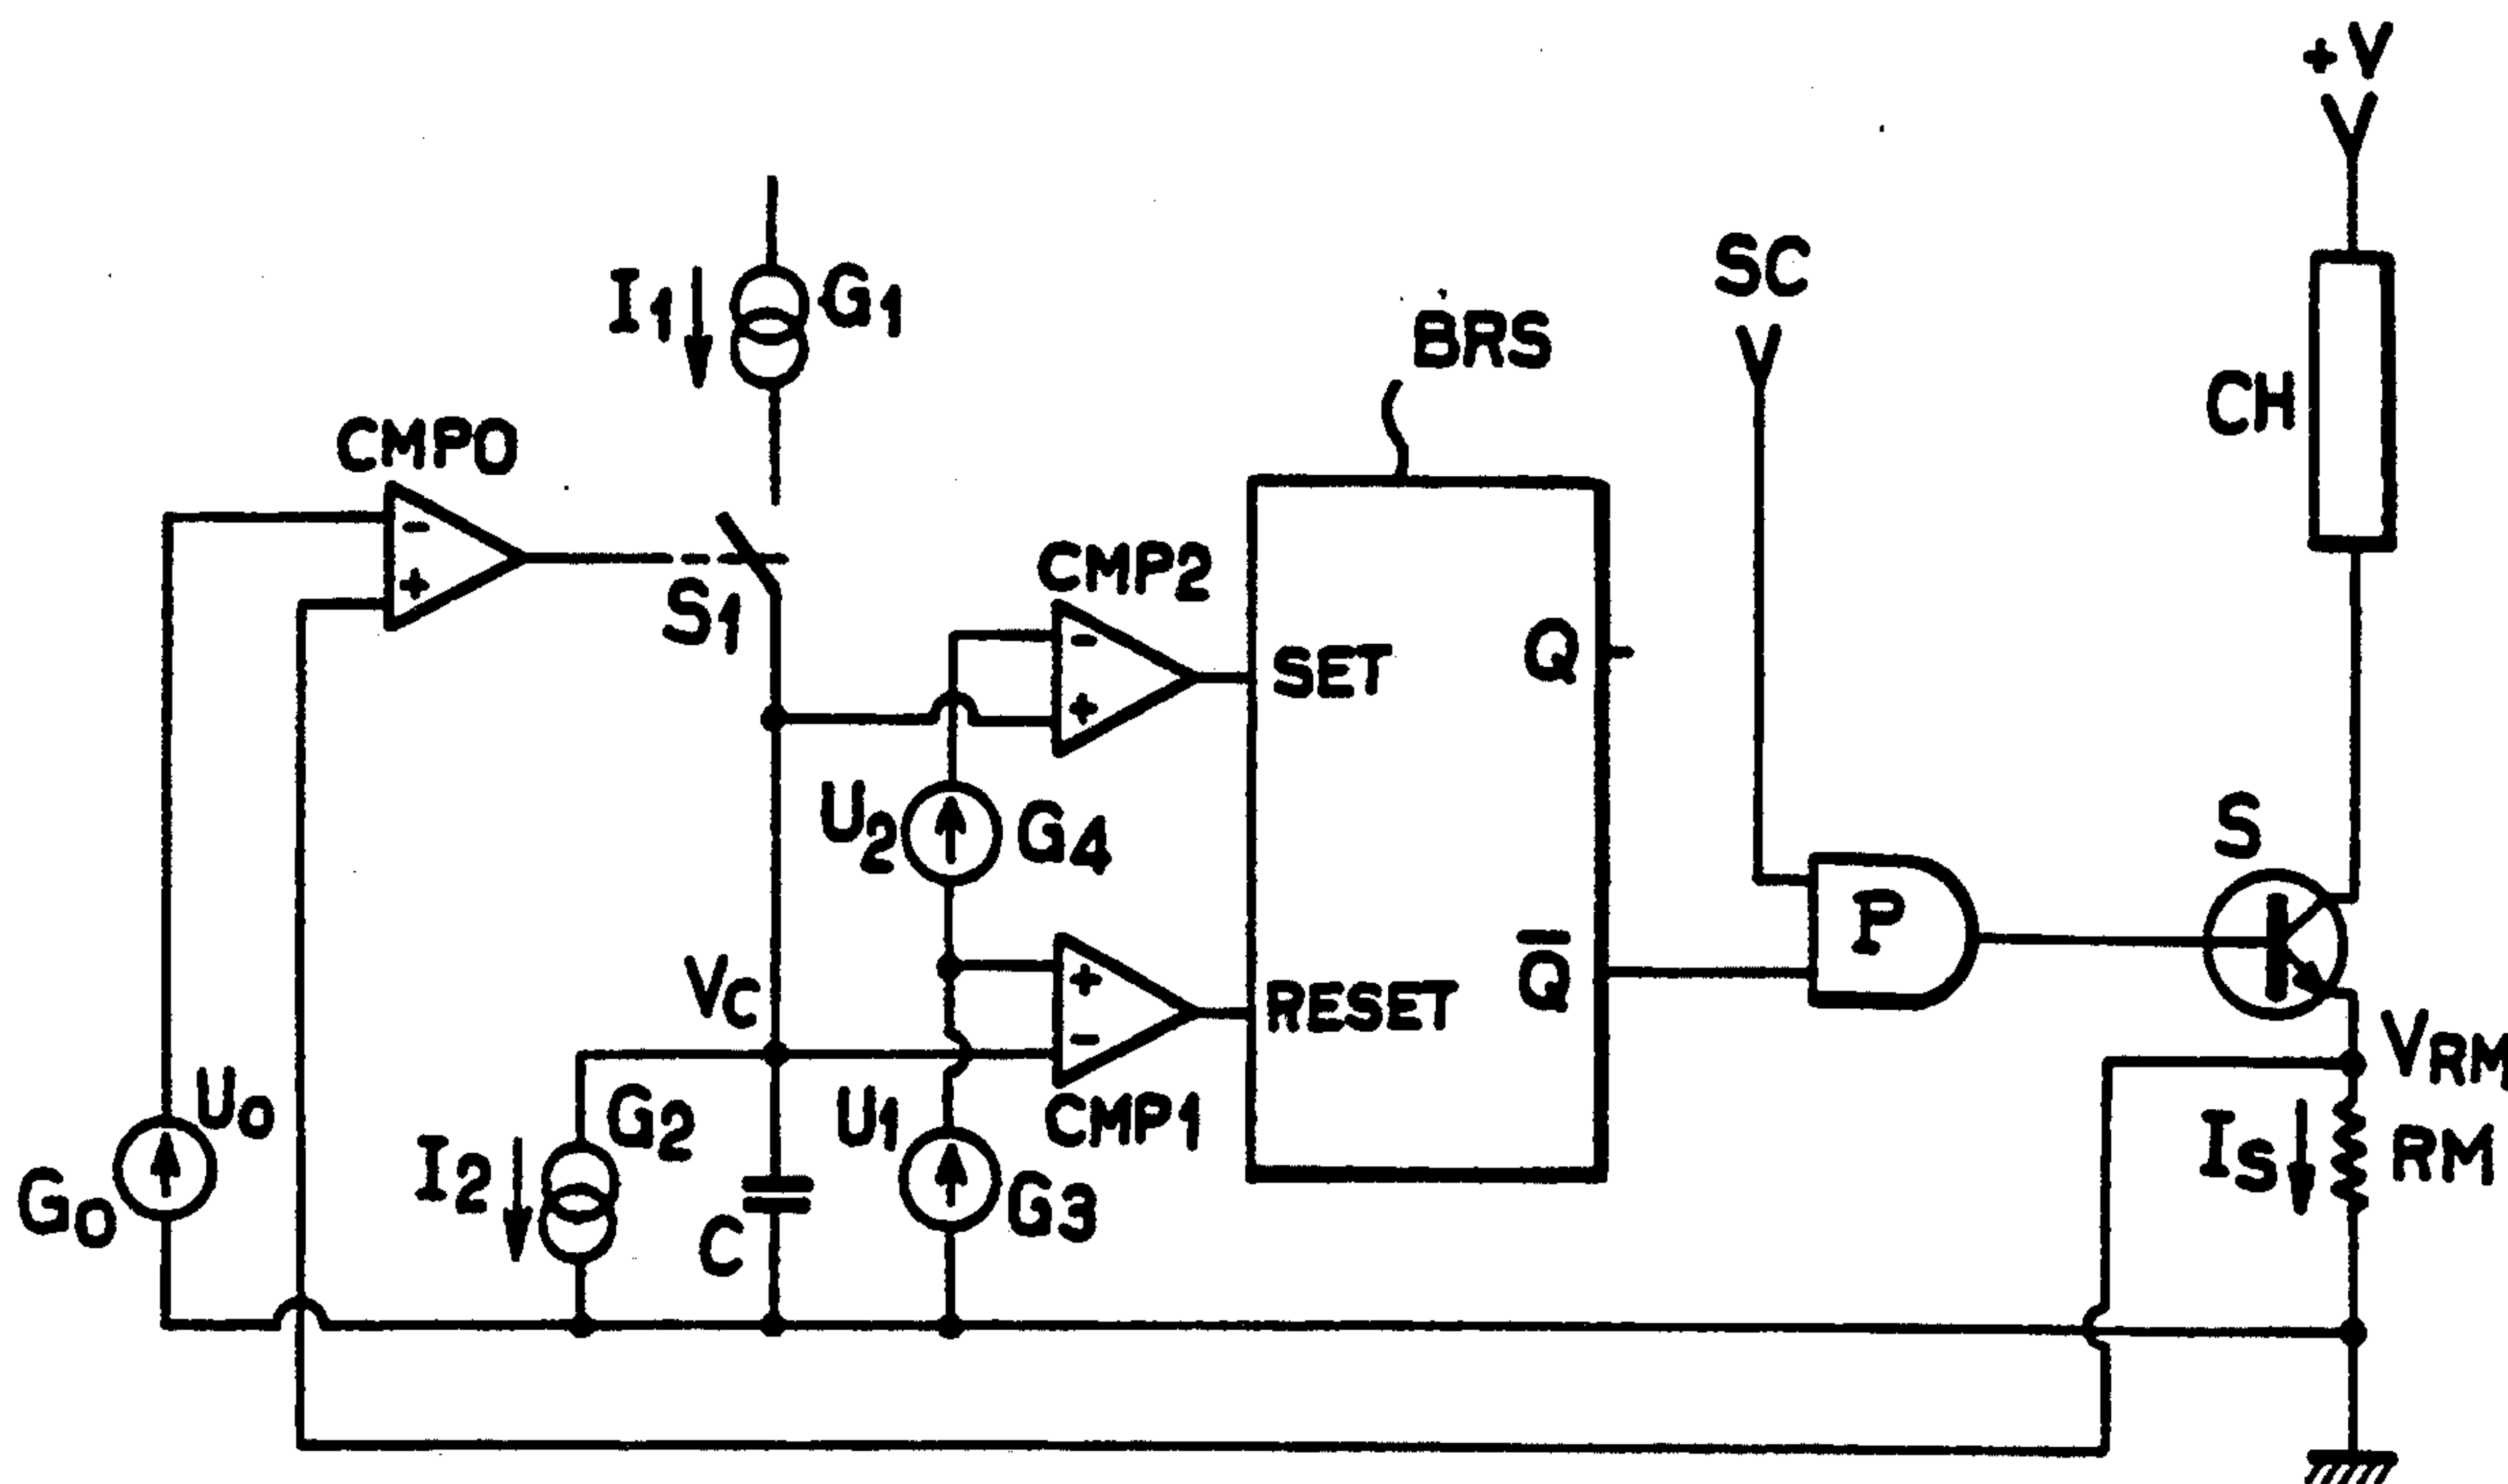 +V
SC
I1
G1
BRS
CH
CMP0
-
+
S1
CMP2
-
+
SET
Q
U2
G4
S
P
VC
+
-
RESET
Q̅
CMP1
VRM
U0
G2
U1
I2
IS
RM
G0
C
G3